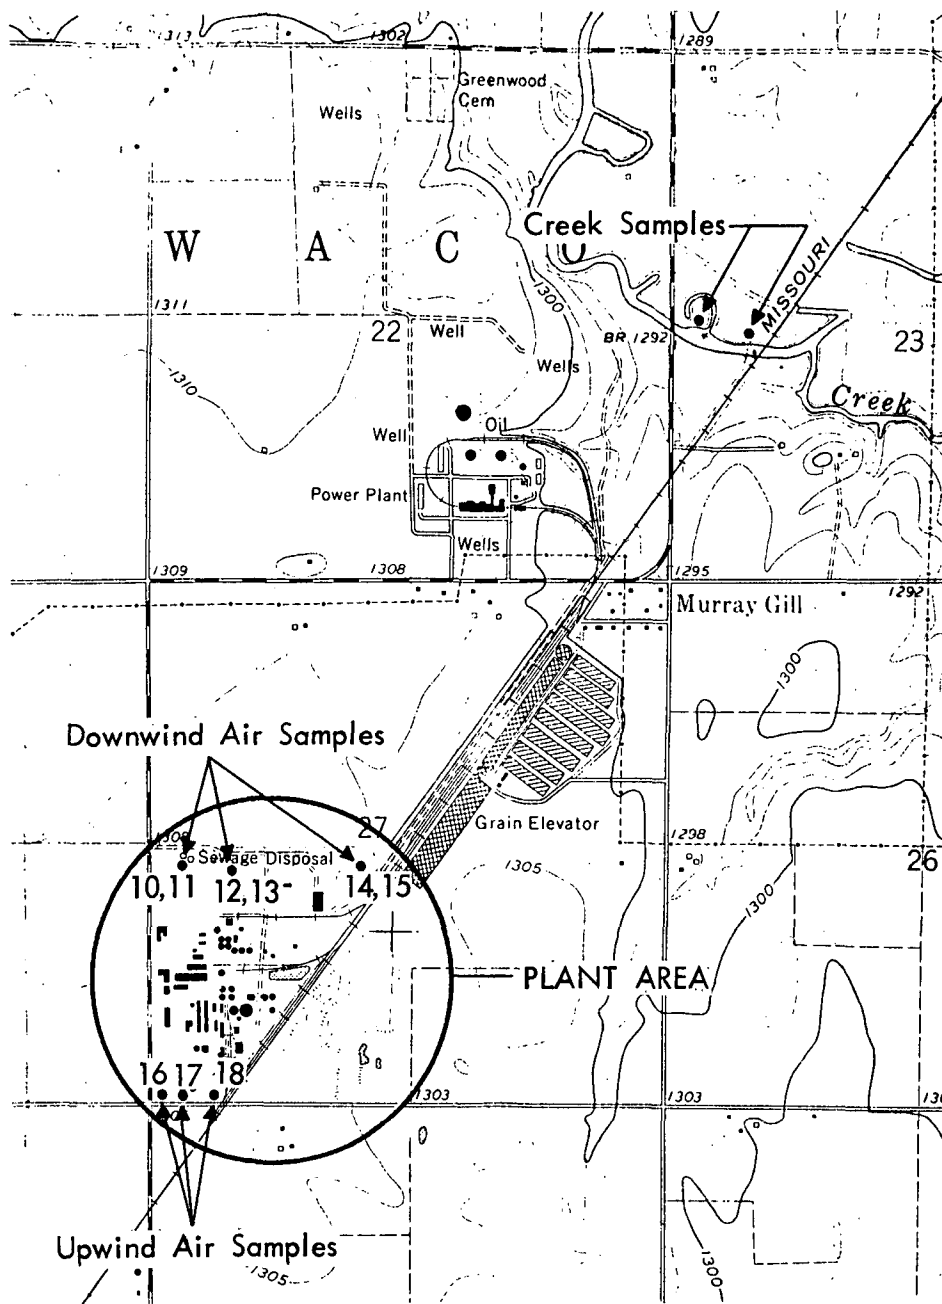 1313
1302
1289
Greenwood
Cem
Wells
Creek Samples
W A C O
MISSOURI
1300
1311
22
Well
BR 1292
23
Wells
1310
Creek
Well
Oil
Power Plant
Wells
1309
1308
1295
1292
Murray Gill
1300
Downwind Air Samples
27
Grain Elevator
1298
Sewage Disposal
1305
26
10,11
12,13-
14,15
1300
PLANT AREA
16 17 18
1303
1303
Upwind Air Samples
1305
1300